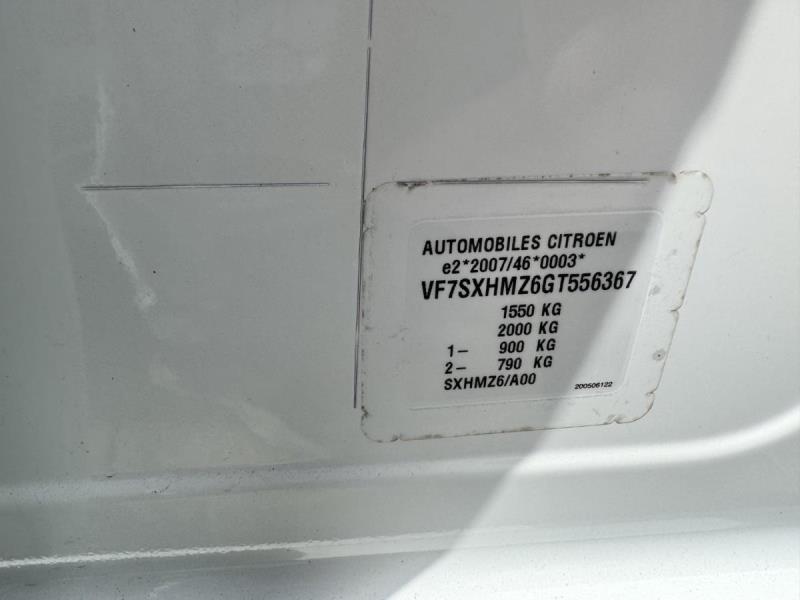 AUTOMOBILES CITROEN
e2*2007/46*0003*
VF7SXHMZ6GT556367
1550 KG
2000 KG
1- 900 KG
2- 790 KG
SXHMZ6/A00 200506122